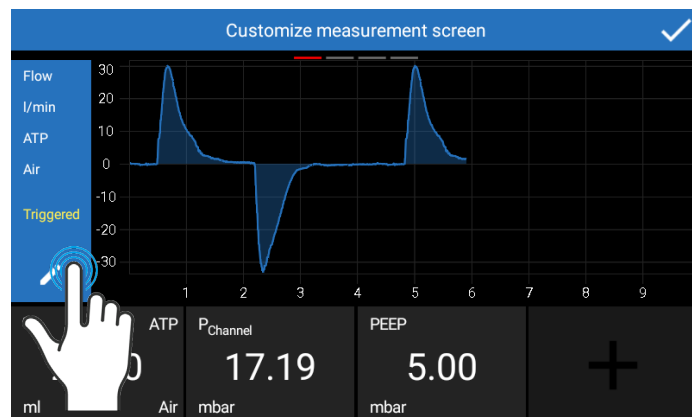 Customize measurement screen
Flow
l/min
ATP
Air
Triggered
30
20
10
0
-10
-20
-30
1 2 3 4 5 6 7 8 9
ATP
ml Air
P Channel
17.19
mbar
PEEP
5.00
mbar
+